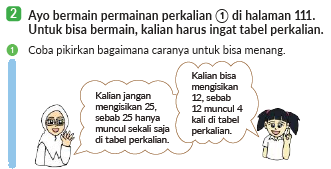 2 Ayo bermain permainan perkalian ① di halaman 111.
Untuk bisa bermain, kalian harus ingat tabel perkalian.
1 Coba pikirkan bagaimana caranya untuk bisa menang.
Kalian jangan
mengisikan 25,
sebab 25 hanya
muncul sekali saja
di tabel perkalian.
Kalian bisa
mengisikan
12, sebab
12 muncul 4
kali di tabel
perkalian.